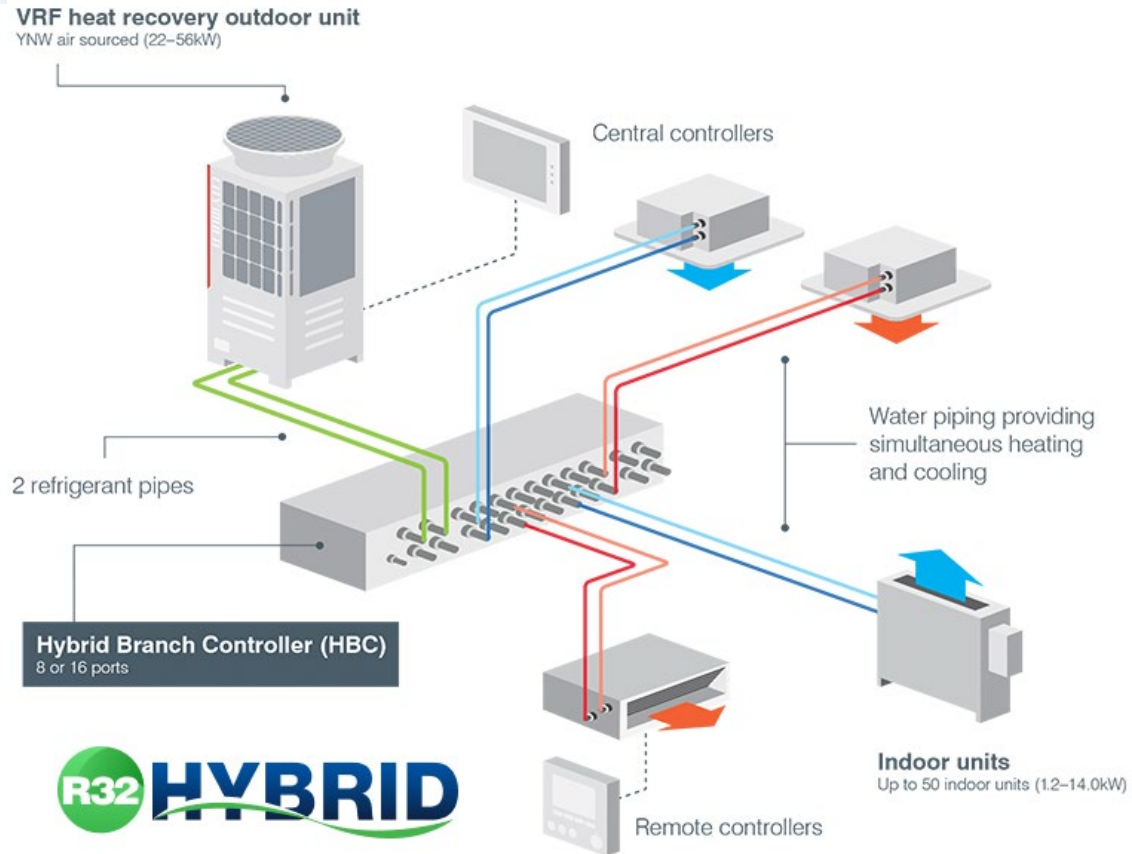 VRF heat recovery outdoor unit
YNW air sourced (22–56kW)
Central controllers
2 refrigerant pipes
Water piping providing
simultaneous heating
and cooling
Hybrid Branch Controller (HBC)
8 or 16 ports
Indoor units
Up to 50 indoor units (1.2–14.0kW)
R32 HYBRID
Remote controllers